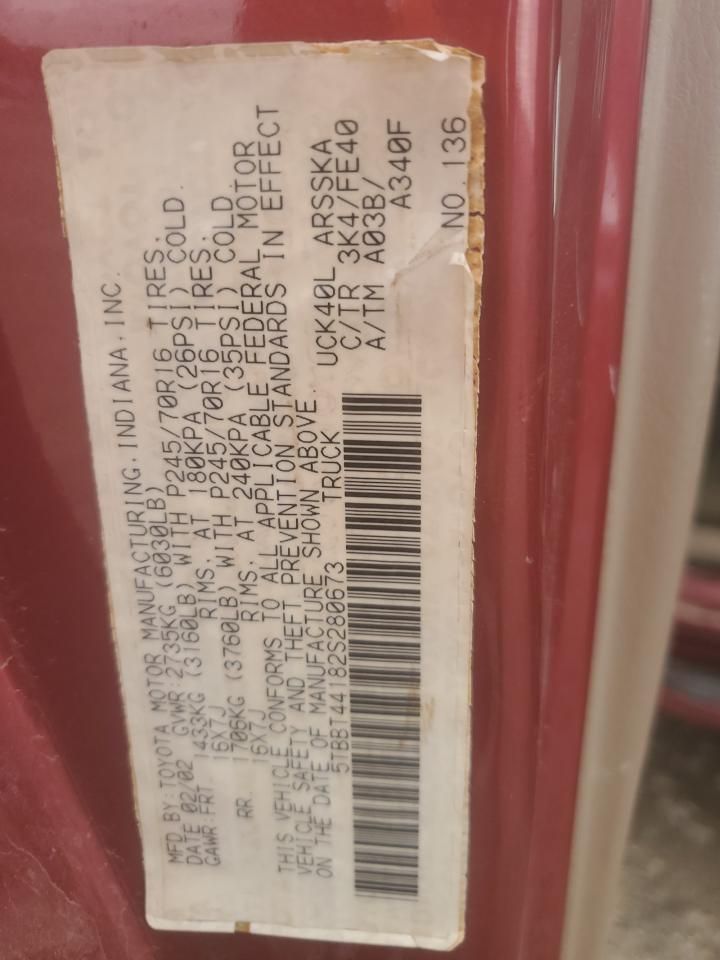 MFD BY:TOYOTA MOTOR MANUFACTURING.INDIANA.INC.
DATE 02/02 GVWR:2735KG (6030LB)
GAWR:FRT. 1433KG (3160LB) WITH P245/70R16 TIRES.
16X7J RIMS. AT 180KPA (26PSI) COLD.
RR. 1706KG (3760LB) WITH P245/70R16 TIRES.
16X7J RIMS. AT 240KPA (35PSI) COLD.
THIS VEHICLE CONFORMS TO ALL APPLICABLE FEDERAL MOTOR
VEHICLE SAFETY AND THEFT PREVENTION STANDARDS IN EFFECT
ON THE DATE OF MANUFACTURE SHOWN ABOVE.
5TBBT44182S280673 TRUCK
UCK40L ARSSKA
C/TR 3K4/FE40
A/TM A03B/
A340F
NO.136